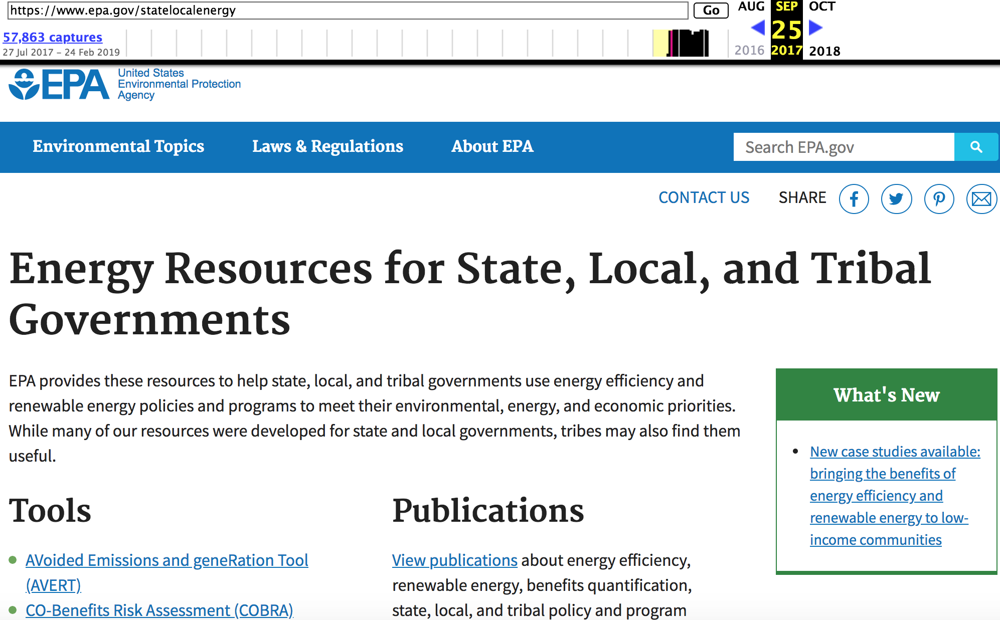 https://www.epa.gov/statelocalenergy
Go
AUG SEP OCT
25
57,863 captures
27 Jul 2017 – 24 Feb 2019
2016 2017 2018
EPA
United States
Environmental Protection
Agency
Environmental Topics Laws & Regulations About EPA
Search EPA.gov
CONTACT US SHARE
Energy Resources for State, Local, and Tribal
Governments
EPA provides these resources to help state, local, and tribal governments use energy efficiency and
renewable energy policies and programs to meet their environmental, energy, and economic priorities.
While many of our resources were developed for state and local governments, tribes may also find them
useful.
Tools
AVoided Emissions and geneRation Tool
(AVERT)
CO-Benefits Risk Assessment (COBRA)
Publications
View publications about energy efficiency,
renewable energy, benefits quantification,
state, local, and tribal policy and program
What's New
New case studies available:
bringing the benefits of
energy efficiency and
renewable energy to low-
income communities